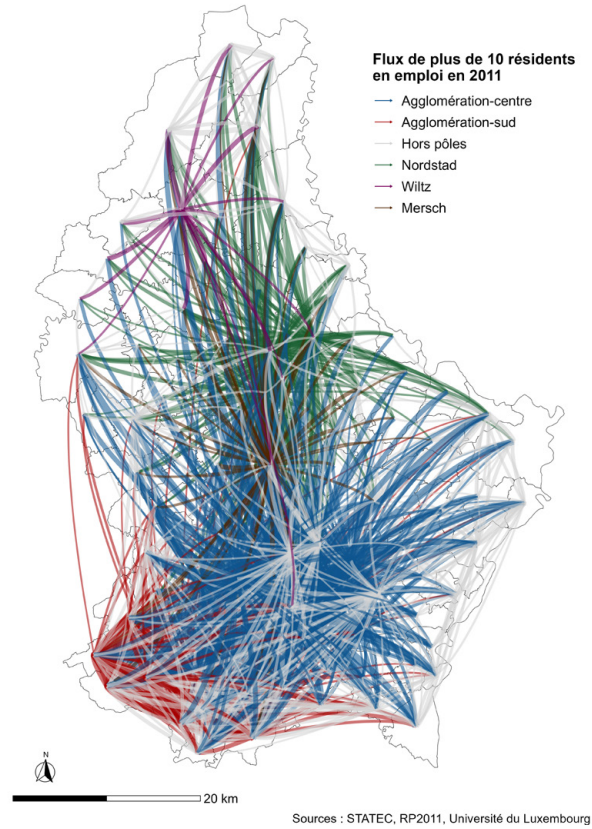 Flux de plus de 10 résidents
en emploi en 2011
Agglomération-centre
Agglomération-sud
Hors pôles
Nordstad
Wiltz
Mersch
N
20 km
Sources : STATEC, RP2011, Université du Luxembourg